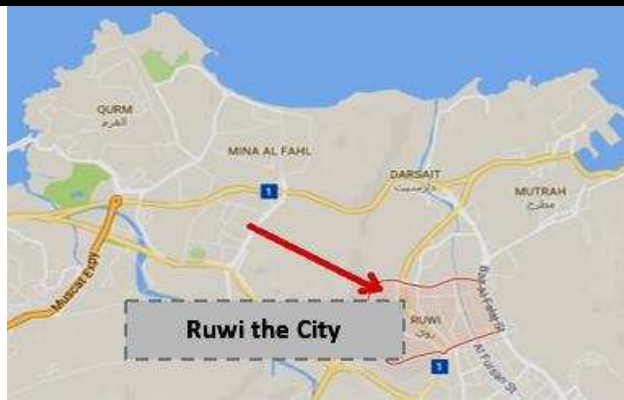 QURM
القرم
MINA AL FAHL
1
DARSAIT
دارسيت
MUTRAH
مطرح
Muscat Expy
Bait Al Falaj St
Ruwi the City
RUWI
روي
1
Al Fursan St